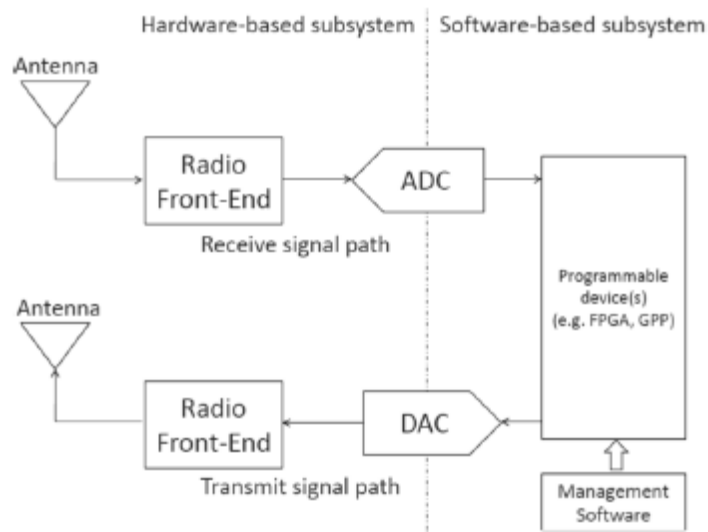 Hardware-based subsystem
Software-based subsystem
Antenna
Radio
Front-End
ADC
Receive signal path
Programmable
device(s)
(e.g. FPGA, GPP)
Antenna
Radio
Front-End
DAC
Transmit signal path
Management
Software